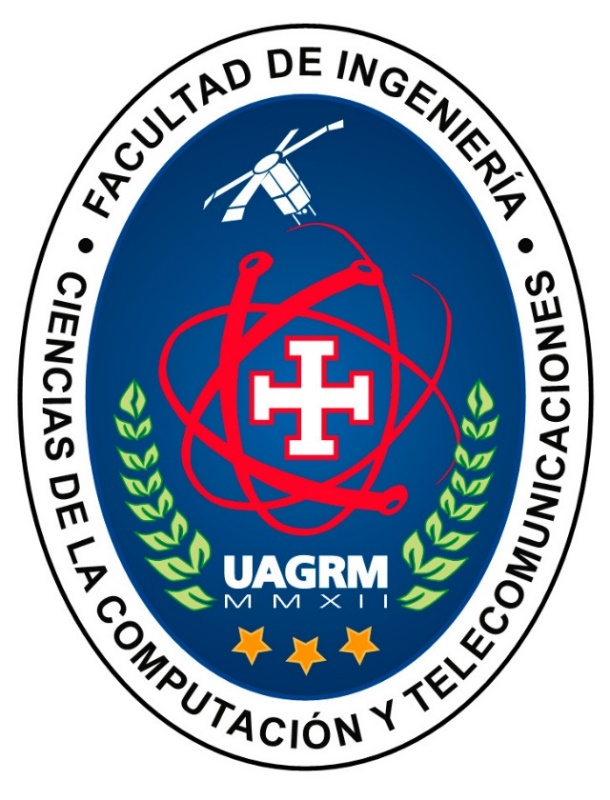 FACULTAD DE INGENIERÍA
CIENCIAS DE LA COMPUTACIÓN Y TELECOMUNICACIONES
UAGRM
MMXII